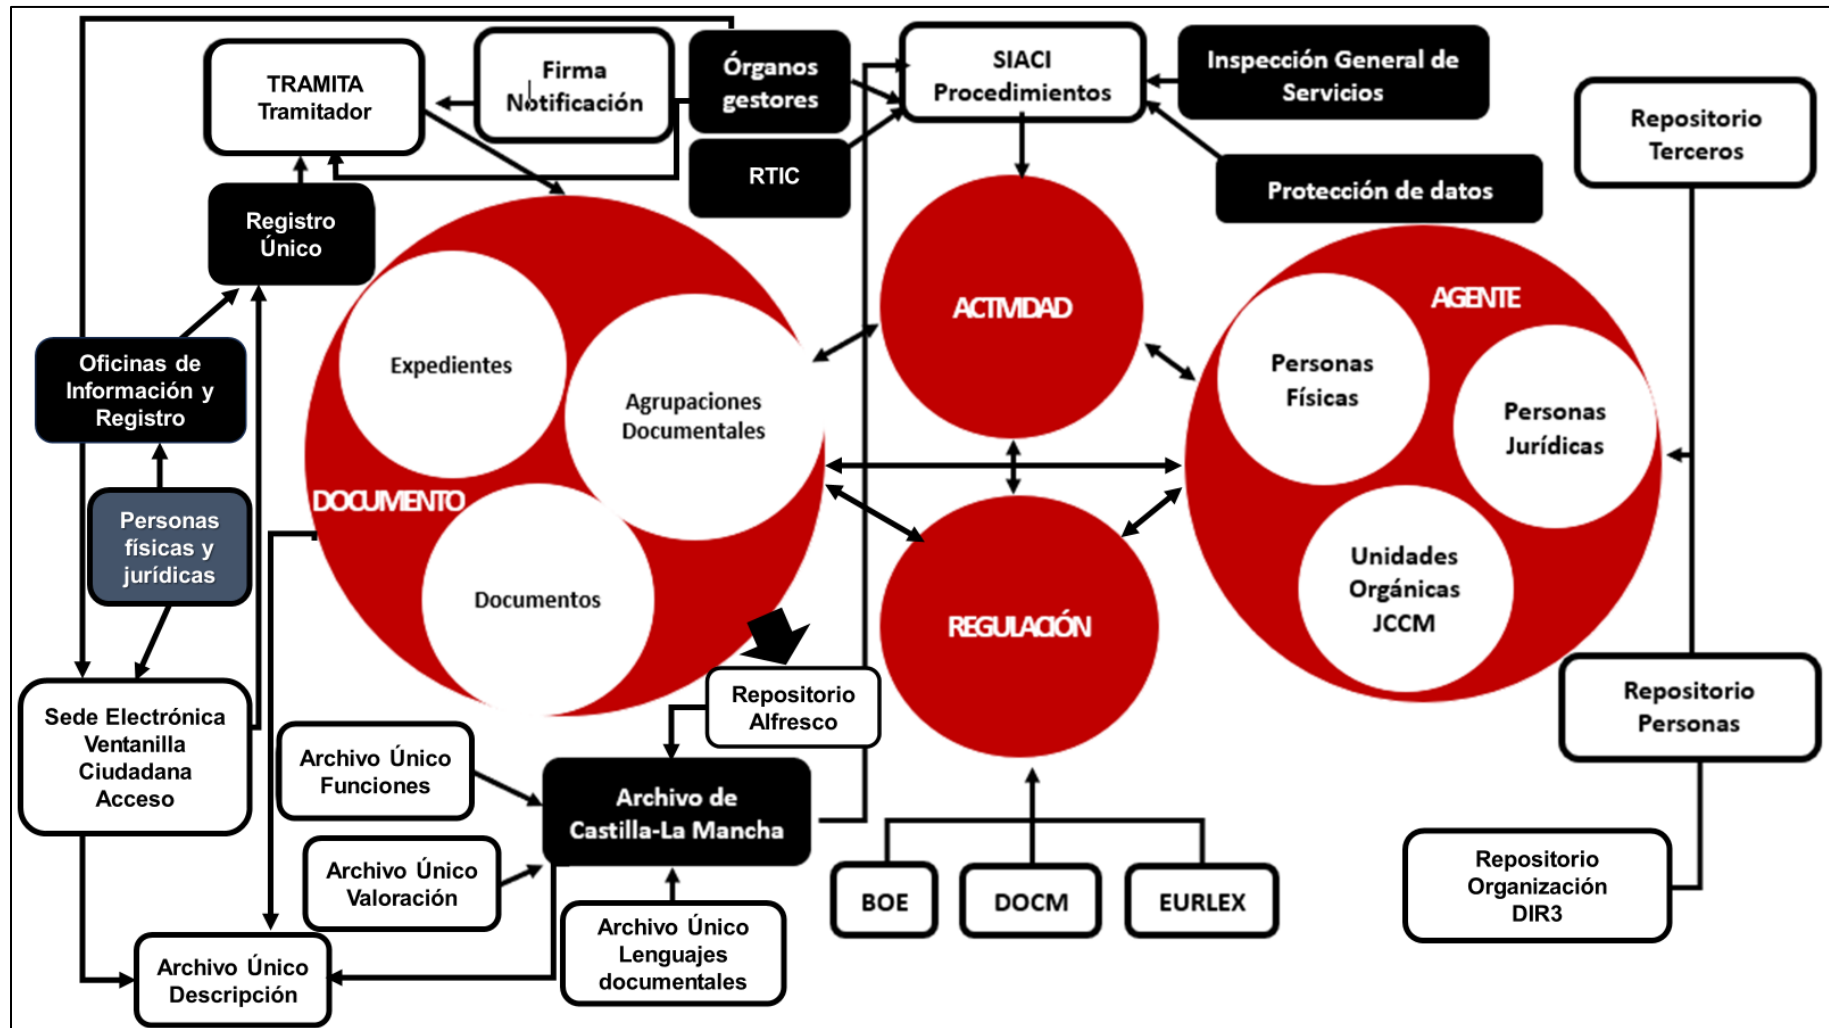 TRAMITA
Tramitador
Firma
Notificación
Órganos
gestores
SIACI
Procedimientos
Inspección General de
Servicios
Repositorio
Terceros
RTIC
Protección de datos
Registro
Único
ACTIVIDAD
AGENTE
Expedientes
Personas
Físicas
Oficinas de
Información y
Registro
Agrupaciones
Documentales
Personas
Jurídicas
DOCUMENTO
Personas
físicas y
jurídicas
Unidades
Orgánicas
JCCM
Documentos
REGULACIÓN
Repositorio
Alfresco
Repositorio
Personas
Sede Electrónica
Ventanilla
Ciudadana
Acceso
Archivo Único
Funciones
Archivo de
Castilla-La Mancha
Archivo Único
Valoración
BOE
DOCM
EURLEX
Repositorio
Organización
DIR3
Archivo Único
Lenguajes
documentales
Archivo Único
Descripción